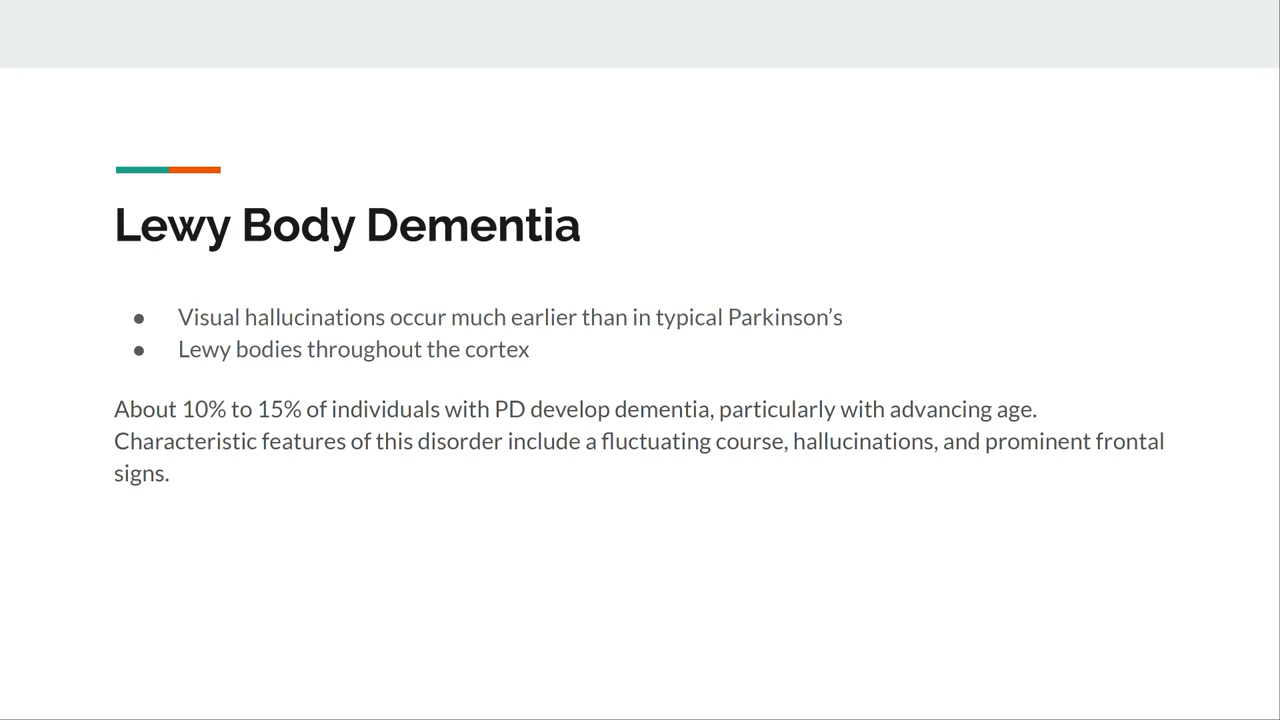 Lewy Body Dementia
● Visual hallucinations occur much earlier than in typical Parkinson’s
● Lewy bodies throughout the cortex
About 10% to 15% of individuals with PD develop dementia, particularly with advancing age.
Characteristic features of this disorder include a fluctuating course, hallucinations, and prominent frontal
signs.